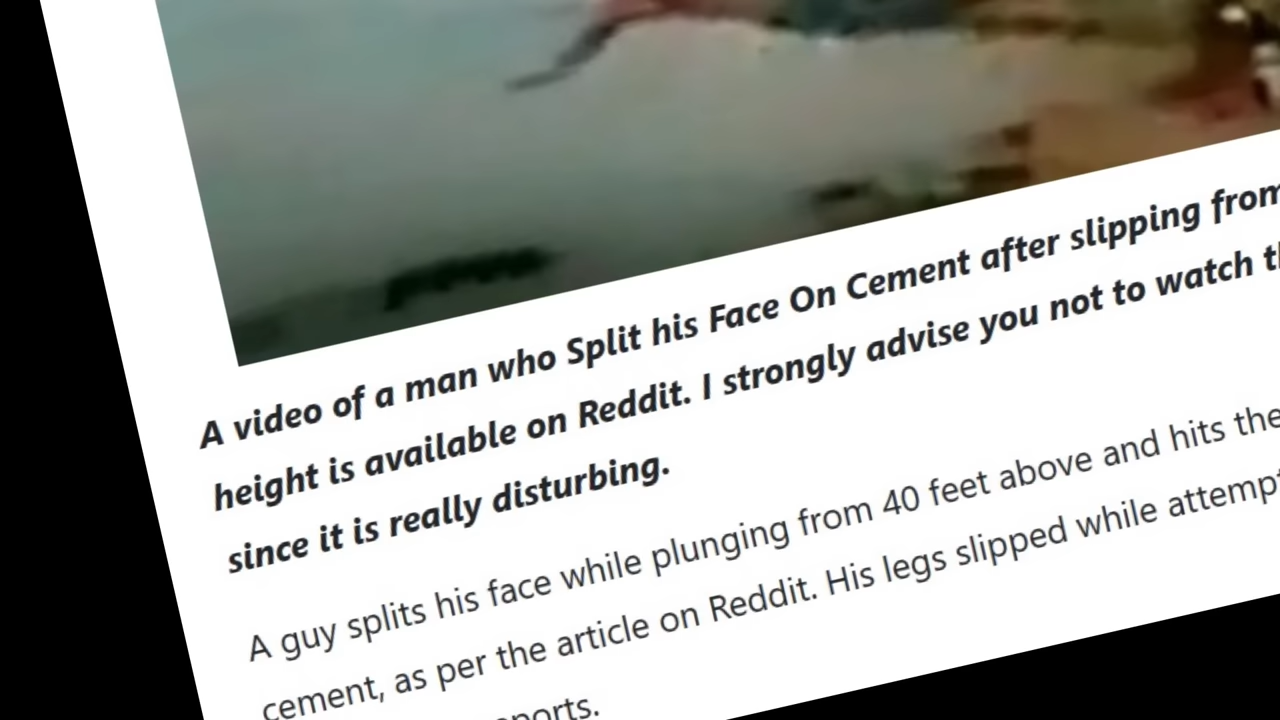 A video of a man who Split his Face On Cement after slipping from
height is available on Reddit. I strongly advise you not to watch
since it is really disturbing.
A guy splits his face while plunging from 40 feet above and hits the
cement, as per the article on Reddit. His legs slipped while